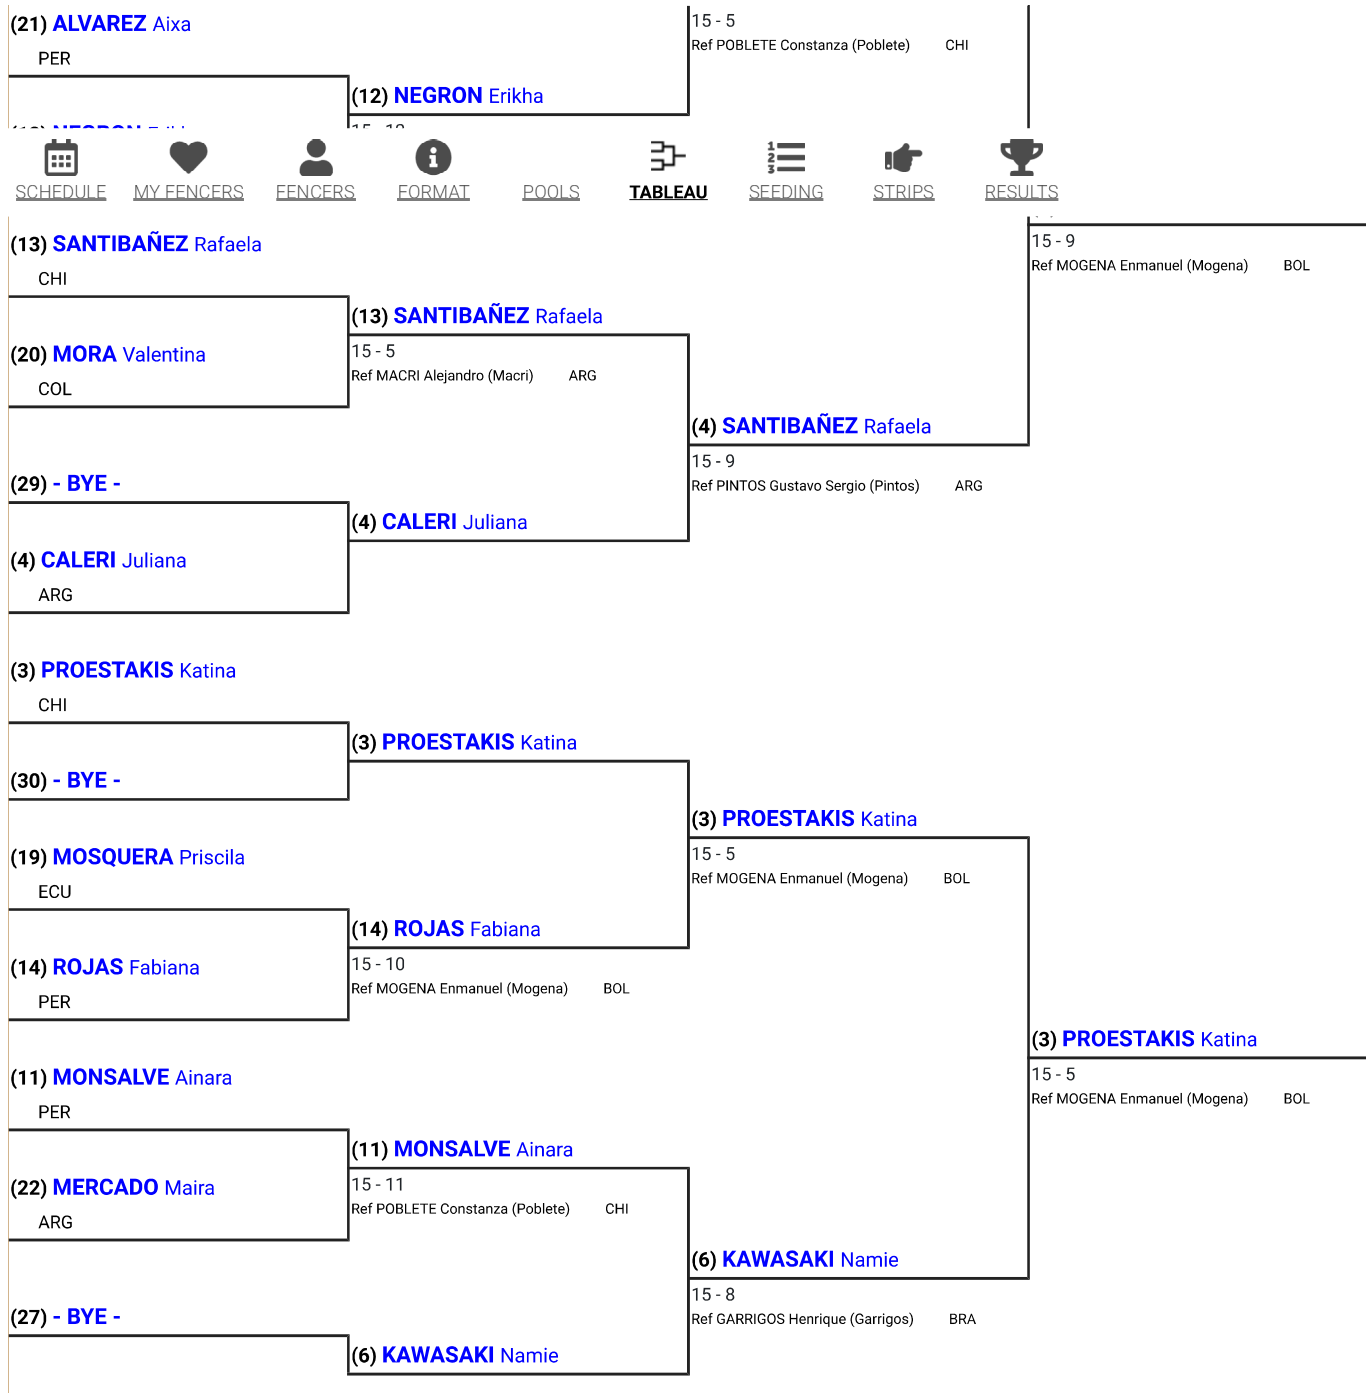 (21) ALVAREZ Aixa
PER
15 - 5
Ref POBLETE Constanza (Poblete) CHI
(12) NEGRON Erikha
SCHEDULE
MY FENCERS
FENCERS
FORMAT
POOLS
TABLEAU
SEEDING
STRIPS
RESULTS
(13) SANTIBAÑEZ Rafaela
CHI
15 - 9
Ref MOGENA Enmanuel (Mogena) BOL
(13) SANTIBAÑEZ Rafaela
15 - 5
Ref MACRI Alejandro (Macri) ARG
(20) MORA Valentina
COL
(4) SANTIBAÑEZ Rafaela
15 - 9
Ref PINTOS Gustavo Sergio (Pintos) ARG
(29) - BYE -
(4) CALERI Juliana
(4) CALERI Juliana
ARG
(3) PROESTAKIS Katina
CHI
(3) PROESTAKIS Katina
(30) - BYE -
(3) PROESTAKIS Katina
15 - 5
Ref MOGENA Enmanuel (Mogena) BOL
(19) MOSQUERA Priscila
ECU
(14) ROJAS Fabiana
15 - 10
Ref MOGENA Enmanuel (Mogena) BOL
(14) ROJAS Fabiana
PER
(3) PROESTAKIS Katina
15 - 5
Ref MOGENA Enmanuel (Mogena) BOL
(11) MONSALVE Ainara
PER
(11) MONSALVE Ainara
15 - 11
Ref POBLETE Constanza (Poblete) CHI
(22) MERCADO Maira
ARG
(6) KAWASAKI Namie
15 - 8
Ref GARRIGOS Henrique (Garrigos) BRA
(27) - BYE -
(6) KAWASAKI Namie